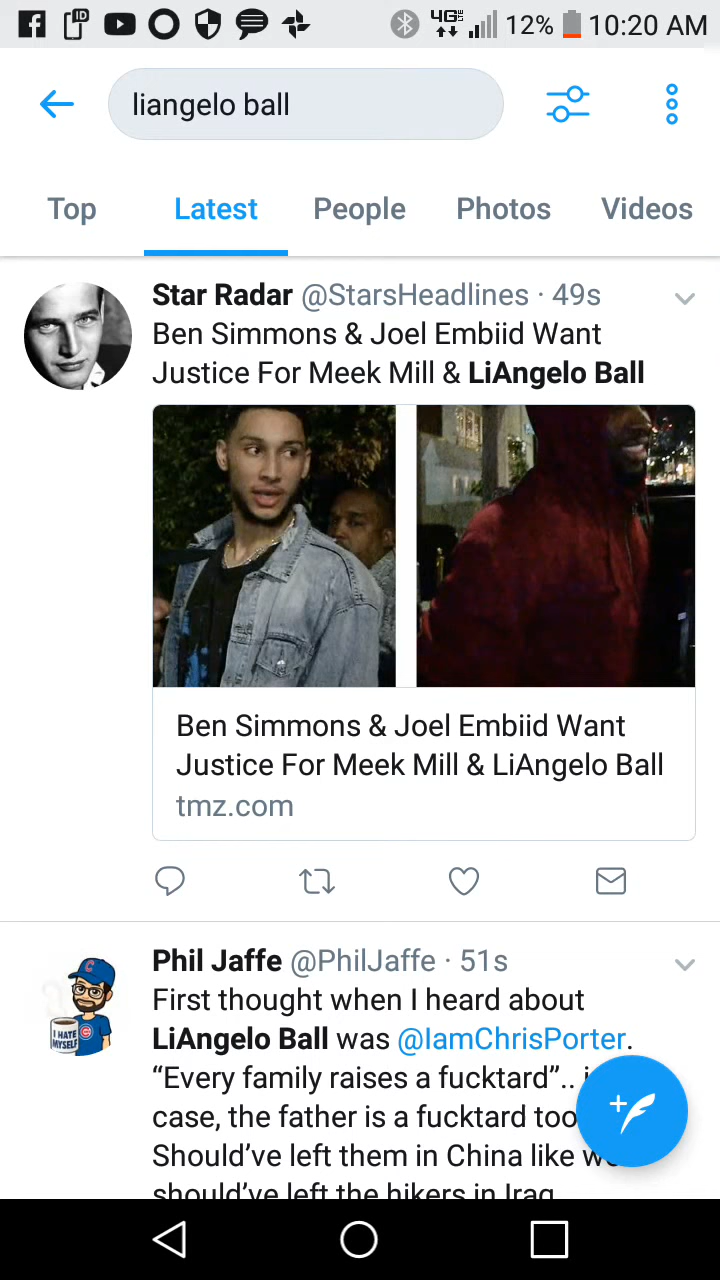 12% 10:20 AM
liangelo ball
Top Latest People Photos Videos
Star Radar @StarsHeadlines · 49s
Ben Simmons & Joel Embiid Want
Justice For Meek Mill & LiAngelo Ball
Ben Simmons & Joel Embiid Want
Justice For Meek Mill & LiAngelo Ball
tmz.com
Phil Jaffe @PhilJaffe · 51s
First thought when I heard about
LiAngelo Ball was @IamChrisPorter.
“Every family raises a fucktard”..
case, the father is a fucktard too
Should’ve left them in China like
should’ve left the hikers in Iraq
I HATE
MYSELF